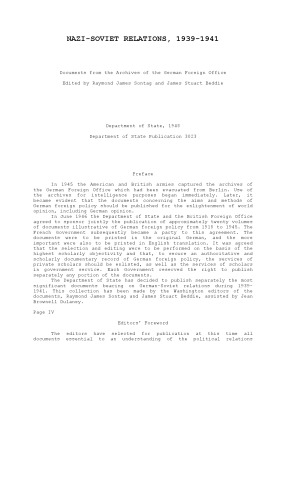 NAZI-SOVIET RELATIONS, 1939-1941
Documents from the Archives of the German Foreign Office
Edited by Raymond James Sontag and James Stuart Beddie
Department of State, 1948
Department of State Publication 3023
Preface
In 1945 the American and British armies captured the archives of
the German Foreign Office which had been evacuated from Berlin. Use of
the archives for intelligence purposes began immediately. Later, it
became evident that the documents concerning the aims and methods of
German foreign policy should be published for the enlightenment of world
opinion, including German opinion.
In June 1946 the Department of State and the British Foreign Office
agreed to sponsor jointly the publication of approximately twenty volumes
of documents illustrative of German foreign policy from 1918 to 1945. The
French Government subsequently became a party to this agreement. The
documents were to be printed in the original German, and the more
important were also to be printed in English translation. It was agreed
that the selection and editing were to be performed on the basis of the
highest scholarly objectivity and that, to secure an authoritative and
scholarly documentary record of German foreign policy, the services of
private scholars should be enlisted, as well as the services of scholars
in government service. Each Government reserved the right to publish
separately any portion of the documents.
The Department of State has decided to publish separately the most
significant documents bearing on German-Soviet relations during 1939-
1941. This collection has been made by the Washington editors of the
documents, Raymond James Sontag and James Stuart Beddie, assisted by Jean
Brownell Dulaney.
Page IV
Editors' Foreword
The editors have selected for publication at this time all
documents essential to an understanding of the political relations